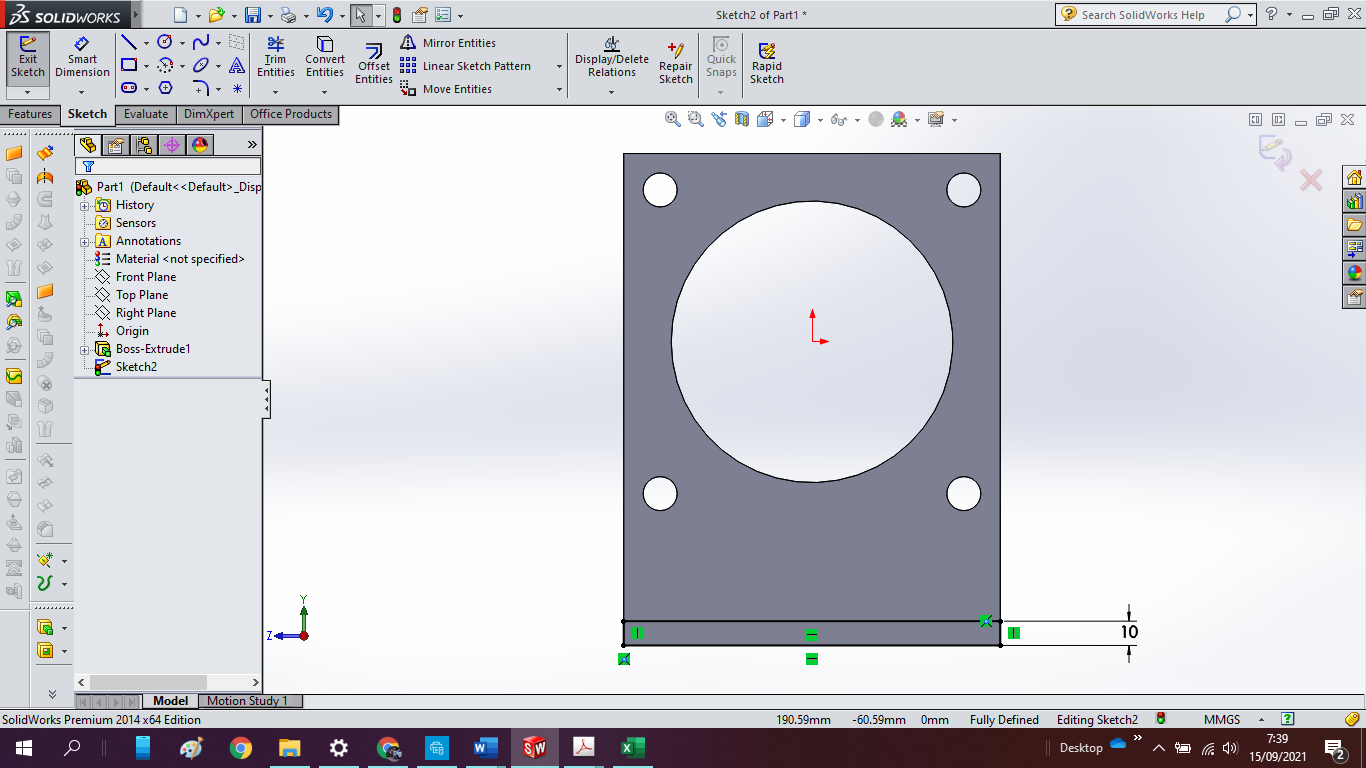 SOLIDWORKS
Sketch2 of Part1 *
Search SolidWorks Help
Exit Sketch
Smart Dimension
Trim Entities
Convert Entities
Offset Entities
Mirror Entities
Linear Sketch Pattern
Move Entities
Display/Delete Relations
Repair Sketch
Quick Snaps
Rapid Sketch
Features
Sketch
Evaluate
DimXpert
Office Products
Part1 (Default<<Default>_Disp
History
Sensors
Annotations
Material <not specified>
Front Plane
Top Plane
Right Plane
Origin
Boss-Extrude1
Sketch2
10
Y
Z
Model
Motion Study 1
SolidWorks Premium 2014 x64 Edition
190.59mm
-60.59mm
0mm
Fully Defined
Editing Sketch2
MMGS
Desktop
7:39
15/09/2021
2